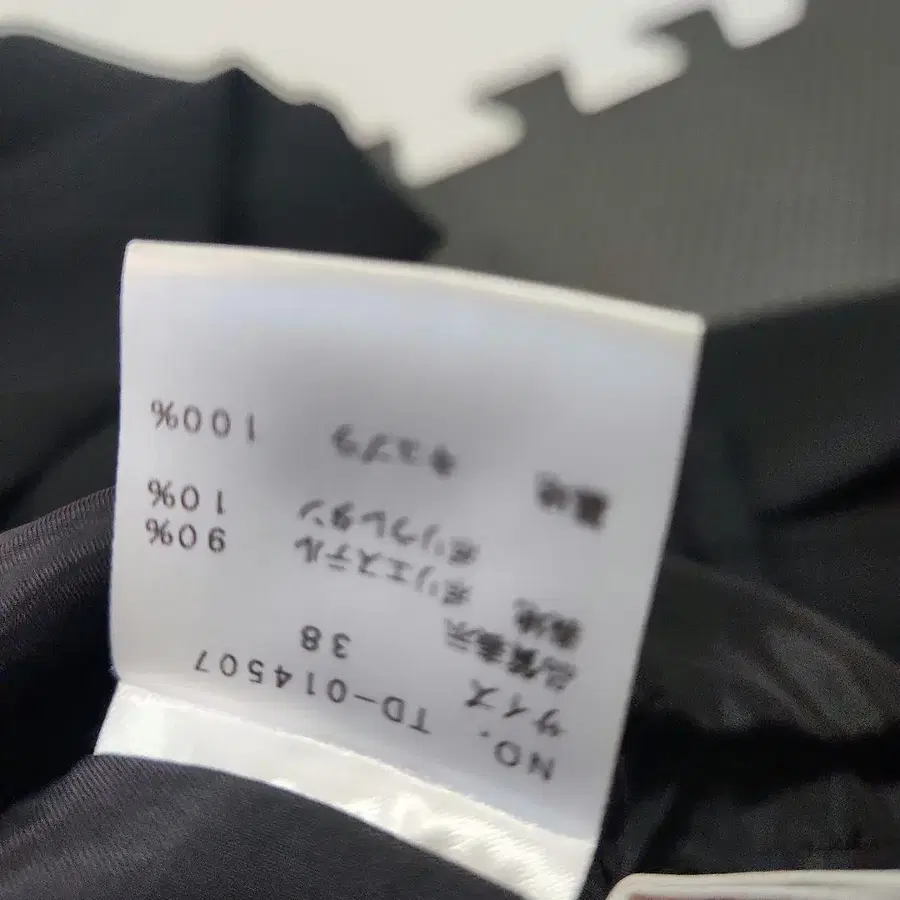 NO. TD-014507
サイズ 38
品質表示
表地 ポリエステル 90%
ポリウレタン 10%
裏地 キュプラ 100%